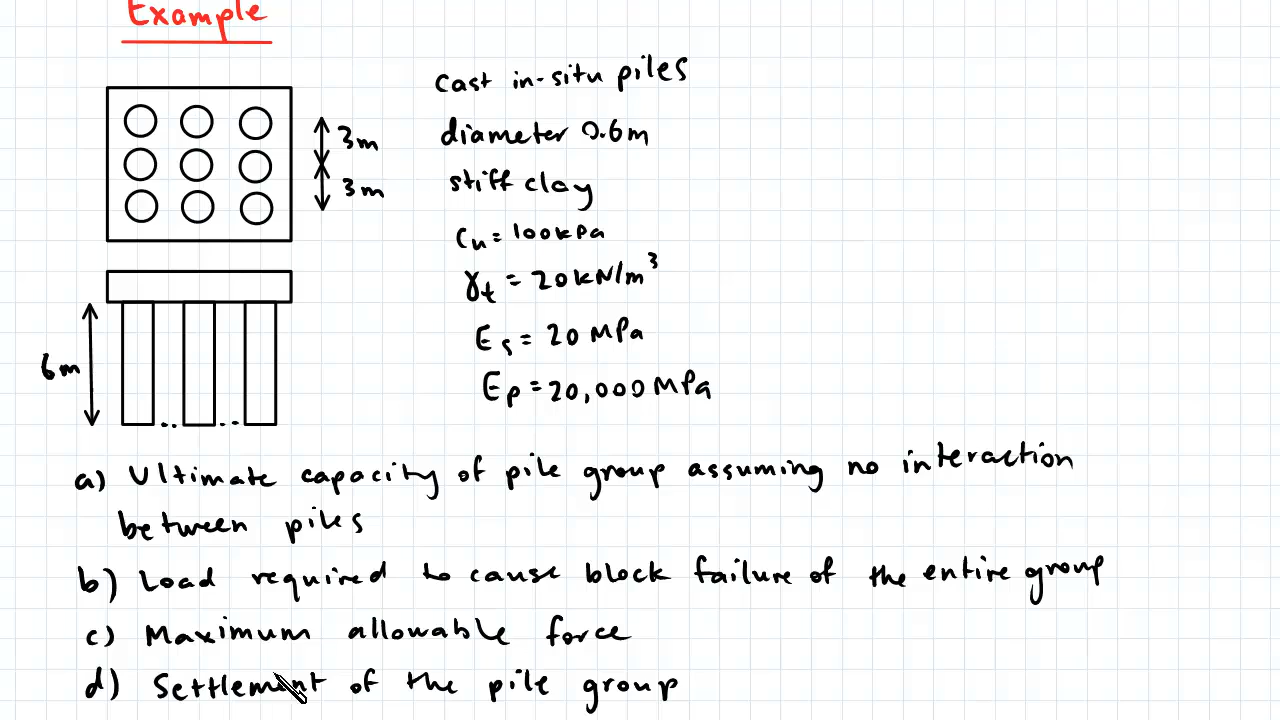 Example
cast in-situ piles
diameter 0.6m
stiff clay
Cu = 100kPa
γt = 20kN/m³
Es = 20 MPa
Ep = 20,000 MPa
3m
3m
6m
a) Ultimate capacity of pile group assuming no interaction
between piles
b) Load required to cause block failure of the entire group
c) Maximum allowable force
d) Settlement of the pile group